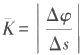 K̄ = | Δφ / Δs |